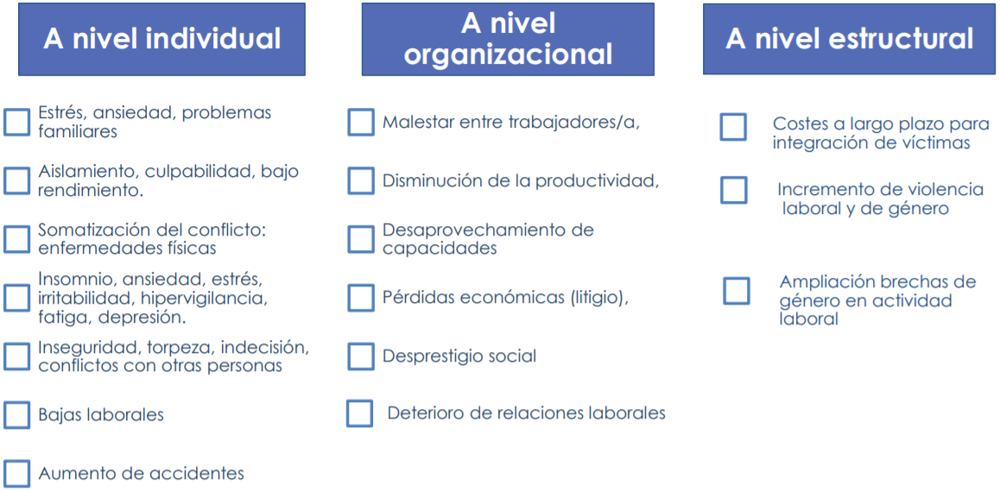 A nivel individual
Estrés, ansiedad, problemas
familiares
Aislamiento, culpabilidad, bajo
rendimiento.
Somatización del conflicto:
enfermedades físicas
Insomnio, ansiedad, estrés,
irritabilidad, hipervigilancia,
fatiga, depresión.
Inseguridad, torpeza, indecisión,
conflictos con otras personas
Bajas laborales
Aumento de accidentes
A nivel
organizacional
Malestar entre trabajadores/a,
Disminución de la productividad,
Desaprovechamiento de
capacidades
Pérdidas económicas (litigio),
Desprestigio social
Deterioro de relaciones laborales
A nivel estructural
Costes a largo plazo para
integración de víctimas
Incremento de violencia
laboral y de género
Ampliación brechas de
género en actividad
laboral